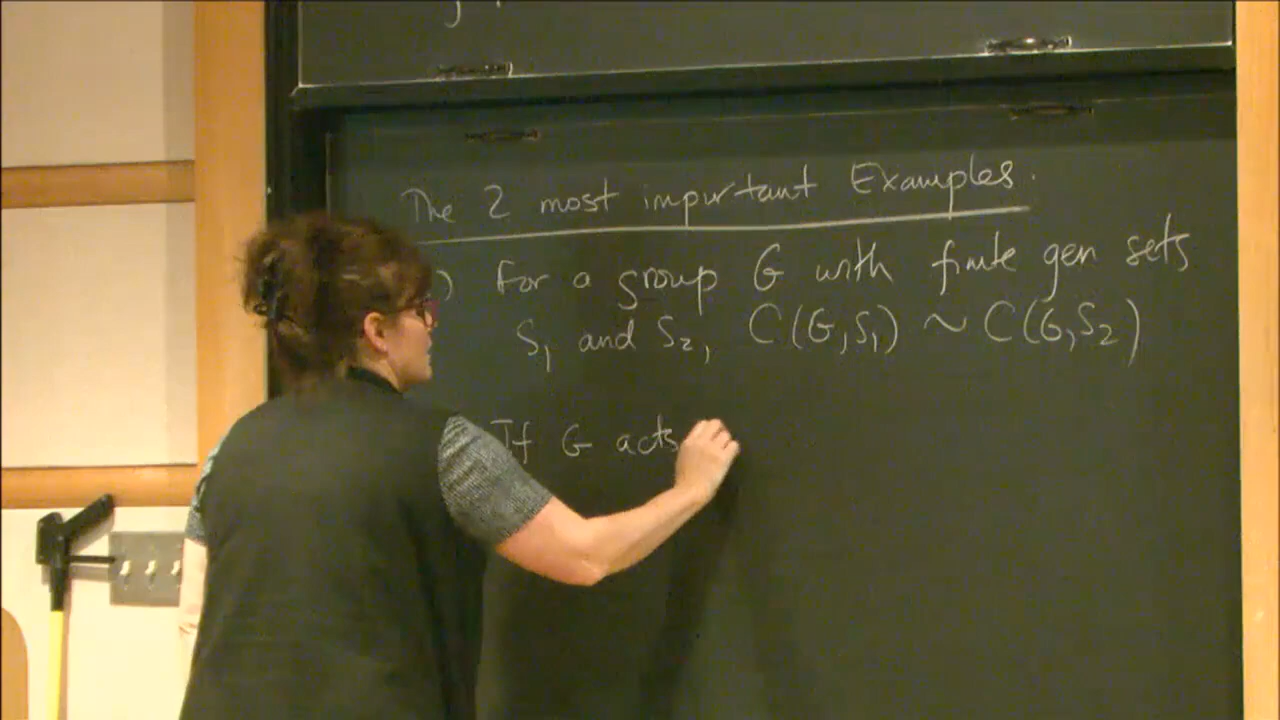 The 2 most important Examples.
) For a group G with finite gen sets
S₁ and S₂, C(G,S₁) ~ C(G,S₂)
If G acts